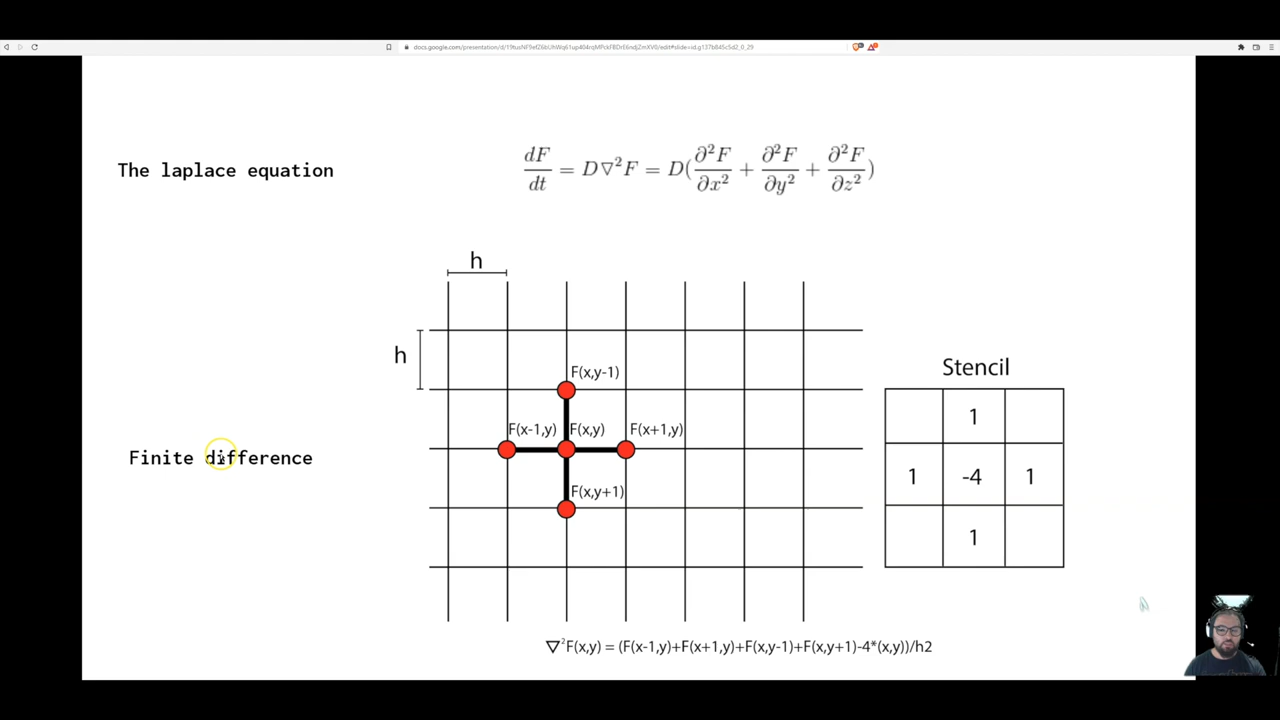 The laplace equation
dF/dt = D∇²F = D(∂²F/∂x² + ∂²F/∂y² + ∂²F/∂z²)
h
h
F(x,y-1)
F(x-1,y)
F(x,y)
F(x+1,y)
F(x,y+1)
Finite difference
Stencil
1
1 -4 1
1
∇²F(x,y) = (F(x-1,y)+F(x+1,y)+F(x,y-1)+F(x,y+1)-4*(x,y))/h2